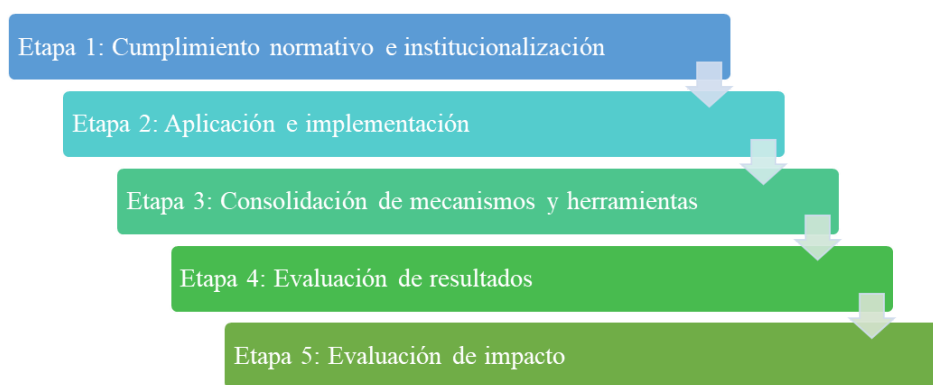 Etapa 1: Cumplimiento normativo e institucionalización
Etapa 2: Aplicación e implementación
Etapa 3: Consolidación de mecanismos y herramientas
Etapa 4: Evaluación de resultados
Etapa 5: Evaluación de impacto